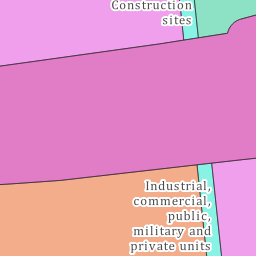 Construction
sites
Industrial,
commercial,
public,
military and
private units